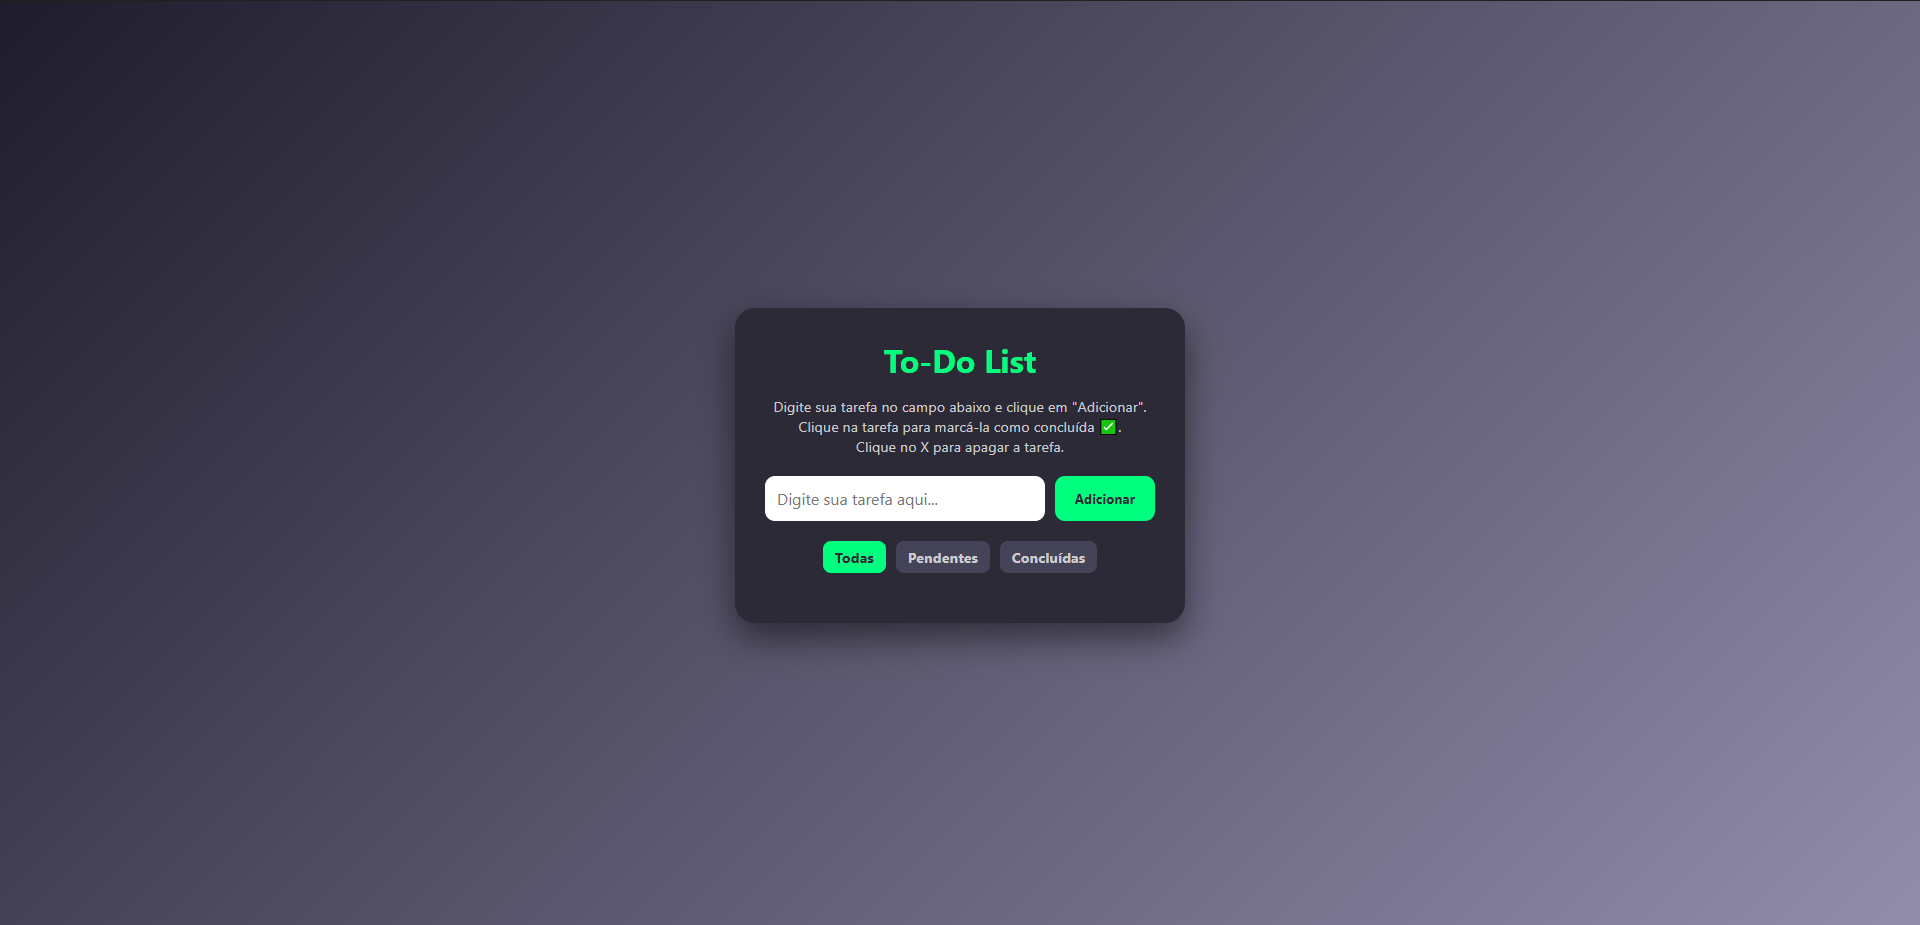 To-Do List
Digite sua tarefa no campo abaixo e clique em "Adicionar".
Clique na tarefa para marcá-la como concluída ✅.
Clique no X para apagar a tarefa.
Digite sua tarefa aqui... Adicionar
Todas Pendentes Concluídas